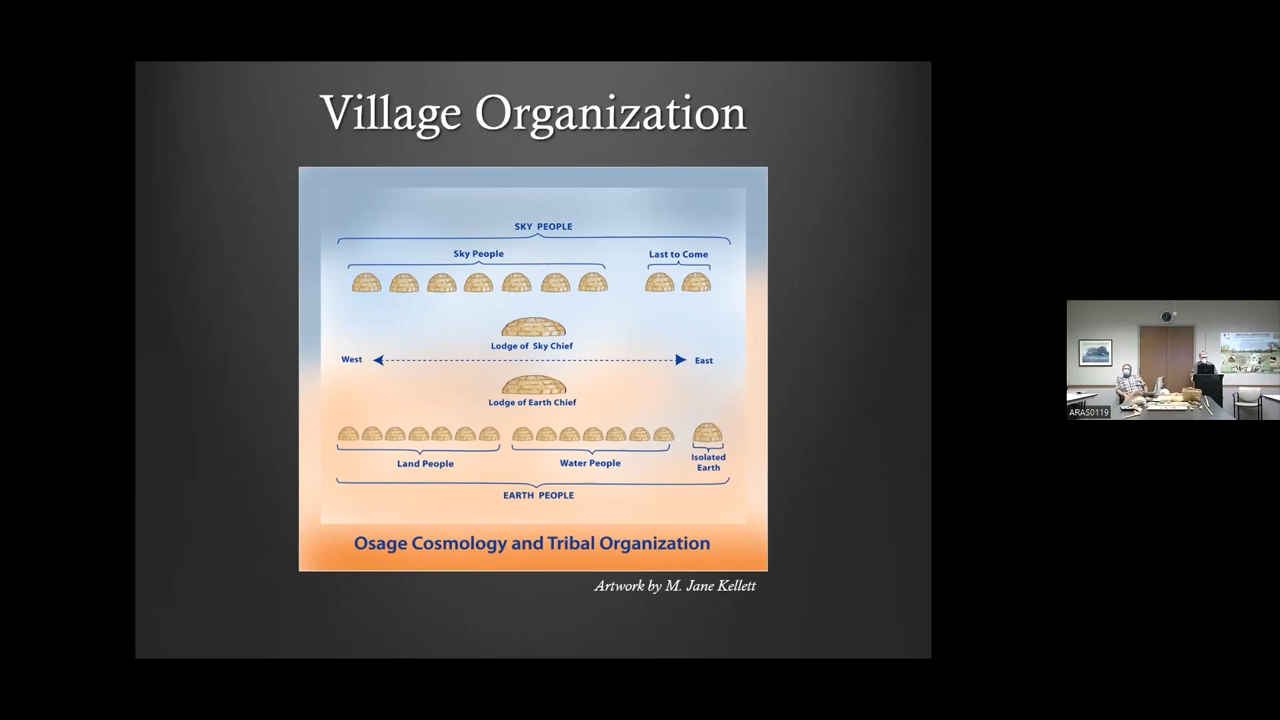 Village Organization
SKY PEOPLE
Sky People
Last to Come
Lodge of Sky Chief
West
East
Lodge of Earth Chief
Land People
Water People
Isolated
Earth
EARTH PEOPLE
Osage Cosmology and Tribal Organization
Artwork by M. Jane Kellett
ARAS0119